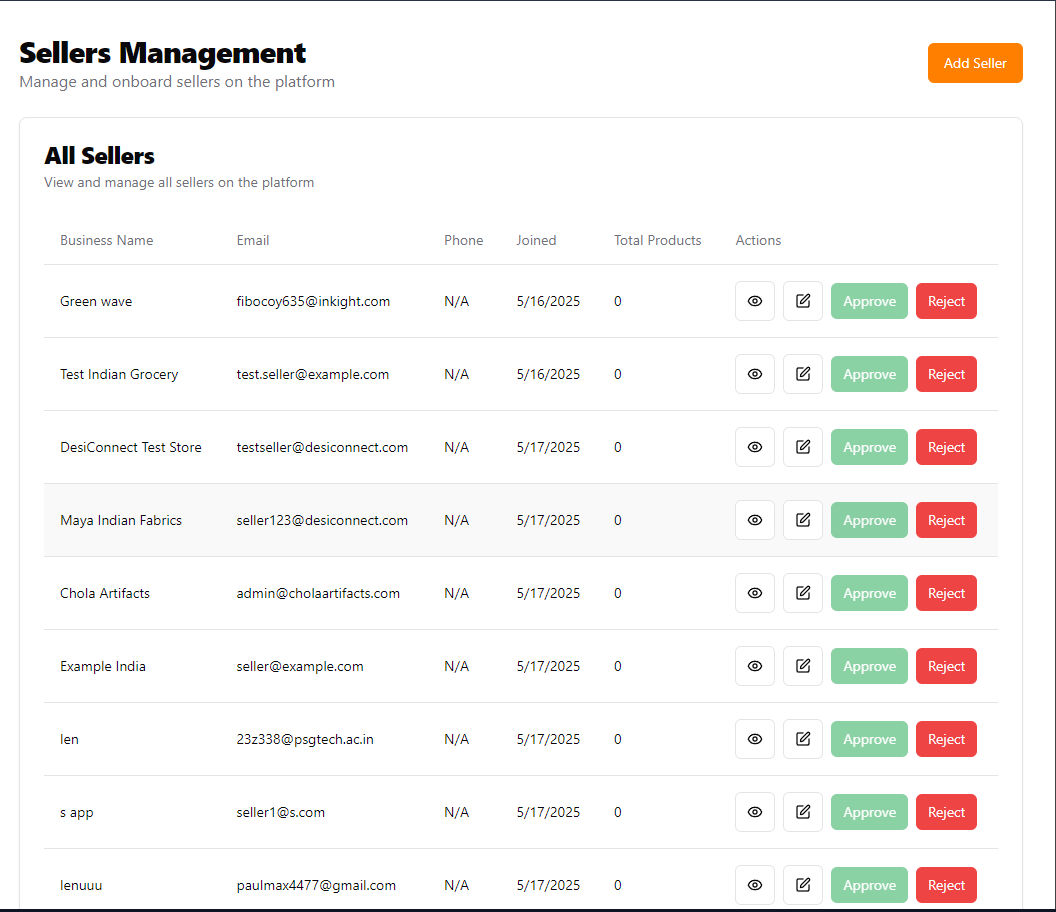 Sellers Management
Add Seller
Manage and onboard sellers on the platform
All Sellers
View and manage all sellers on the platform
Business Name Email Phone Joined Total Products Actions
Green wave fibocoy635@inkight.com N/A 5/16/2025 0 Approve Reject
Test Indian Grocery test.seller@example.com N/A 5/16/2025 0 Approve Reject
DesiConnect Test Store testseller@desiconnect.com N/A 5/17/2025 0 Approve Reject
Maya Indian Fabrics seller123@desiconnect.com N/A 5/17/2025 0 Approve Reject
Chola Artifacts admin@cholaartifacts.com N/A 5/17/2025 0 Approve Reject
Example India seller@example.com N/A 5/17/2025 0 Approve Reject
len 23z338@psgtech.ac.in N/A 5/17/2025 0 Approve Reject
s app seller1@s.com N/A 5/17/2025 0 Approve Reject
lenuuu paulmax4477@gmail.com N/A 5/17/2025 0 Approve Reject